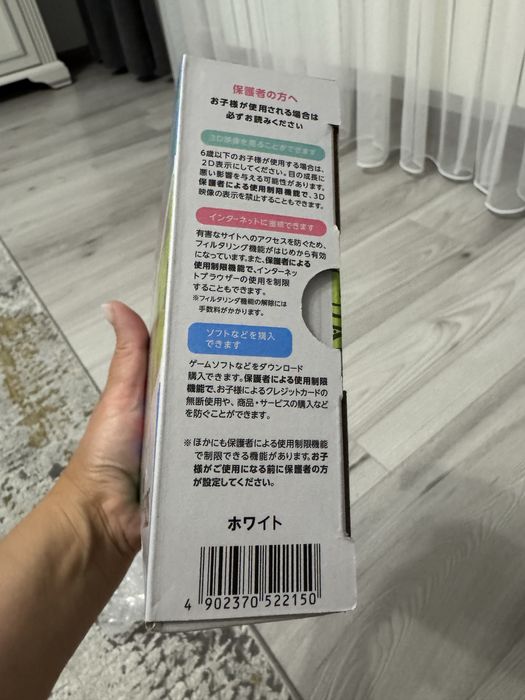 保護者の方へ
お子様が使用される場合は
必ずお読みください
3D映像を見ることができます
6歳以下のお子様が使用する場合は、
2D表示にしてください。目の成長に
悪い影響を与える可能性があります。
保護者による使用制限機能で、3D
映像の表示を禁止することもできます。
インターネットに接続できます
有害なサイトへのアクセスを防ぐため、
フィルタリング機能がはじめから有効
になっています。また、保護者による
使用制限機能で、インターネッ
トブラウザーの使用を制限
することもできます。
※フィルタリング機能の解除には
手数料がかかります。
ソフトなどを購入
できます
ゲームソフトなどをダウンロード
購入できます。保護者による使用制限
機能で、お子様によるクレジットカードの
無断使用や、商品・サービスの購入など
を防ぐことができます。
※ほかにも保護者による使用制限機能
で制限できる機能があります。お子
様がご使用になる前に保護者の方
が設定してください。
ホワイト
4 902370 522150